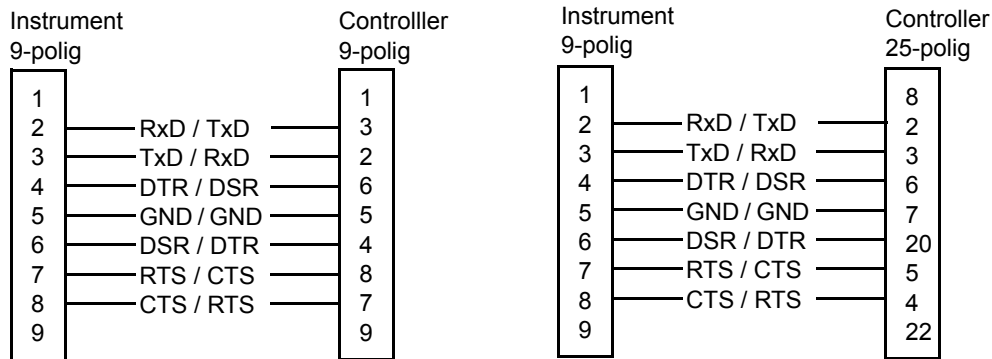 Instrument
9-polig
Controlller
9-polig
1 1
2 RxD / TxD 3
3 TxD / RxD 2
4 DTR / DSR 6
5 GND / GND 5
6 DSR / DTR 4
7 RTS / CTS 8
8 CTS / RTS 7
9 9
Instrument
9-polig
Controller
25-polig
1 8
2 RxD / TxD 2
3 TxD / RxD 3
4 DTR / DSR 6
5 GND / GND 7
6 DSR / DTR 20
7 RTS / CTS 5
8 CTS / RTS 4
9 22